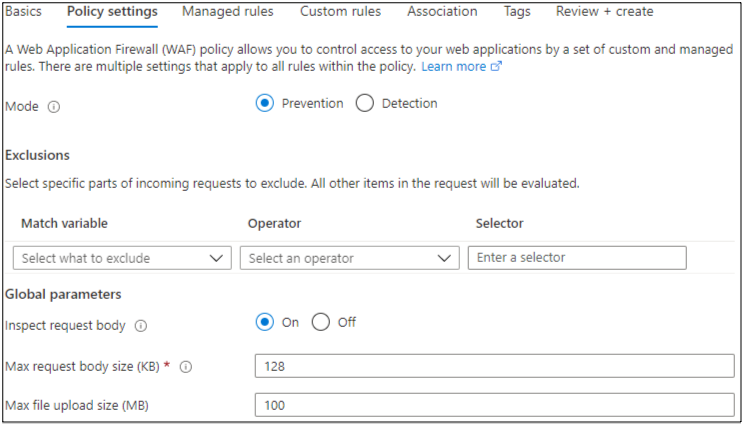 Basics Policy settings Managed rules Custom rules Association Tags Review + create
A Web Application Firewall (WAF) policy allows you to control access to your web applications by a set of custom and managed
rules. There are multiple settings that apply to all rules within the policy. Learn more
Mode Prevention Detection
Exclusions
Select specific parts of incoming requests to exclude. All other items in the request will be evaluated.
Match variable Operator Selector
Select what to exclude Select an operator Enter a selector
Global parameters
Inspect request body On Off
Max request body size (KB) * 128
Max file upload size (MB) 100